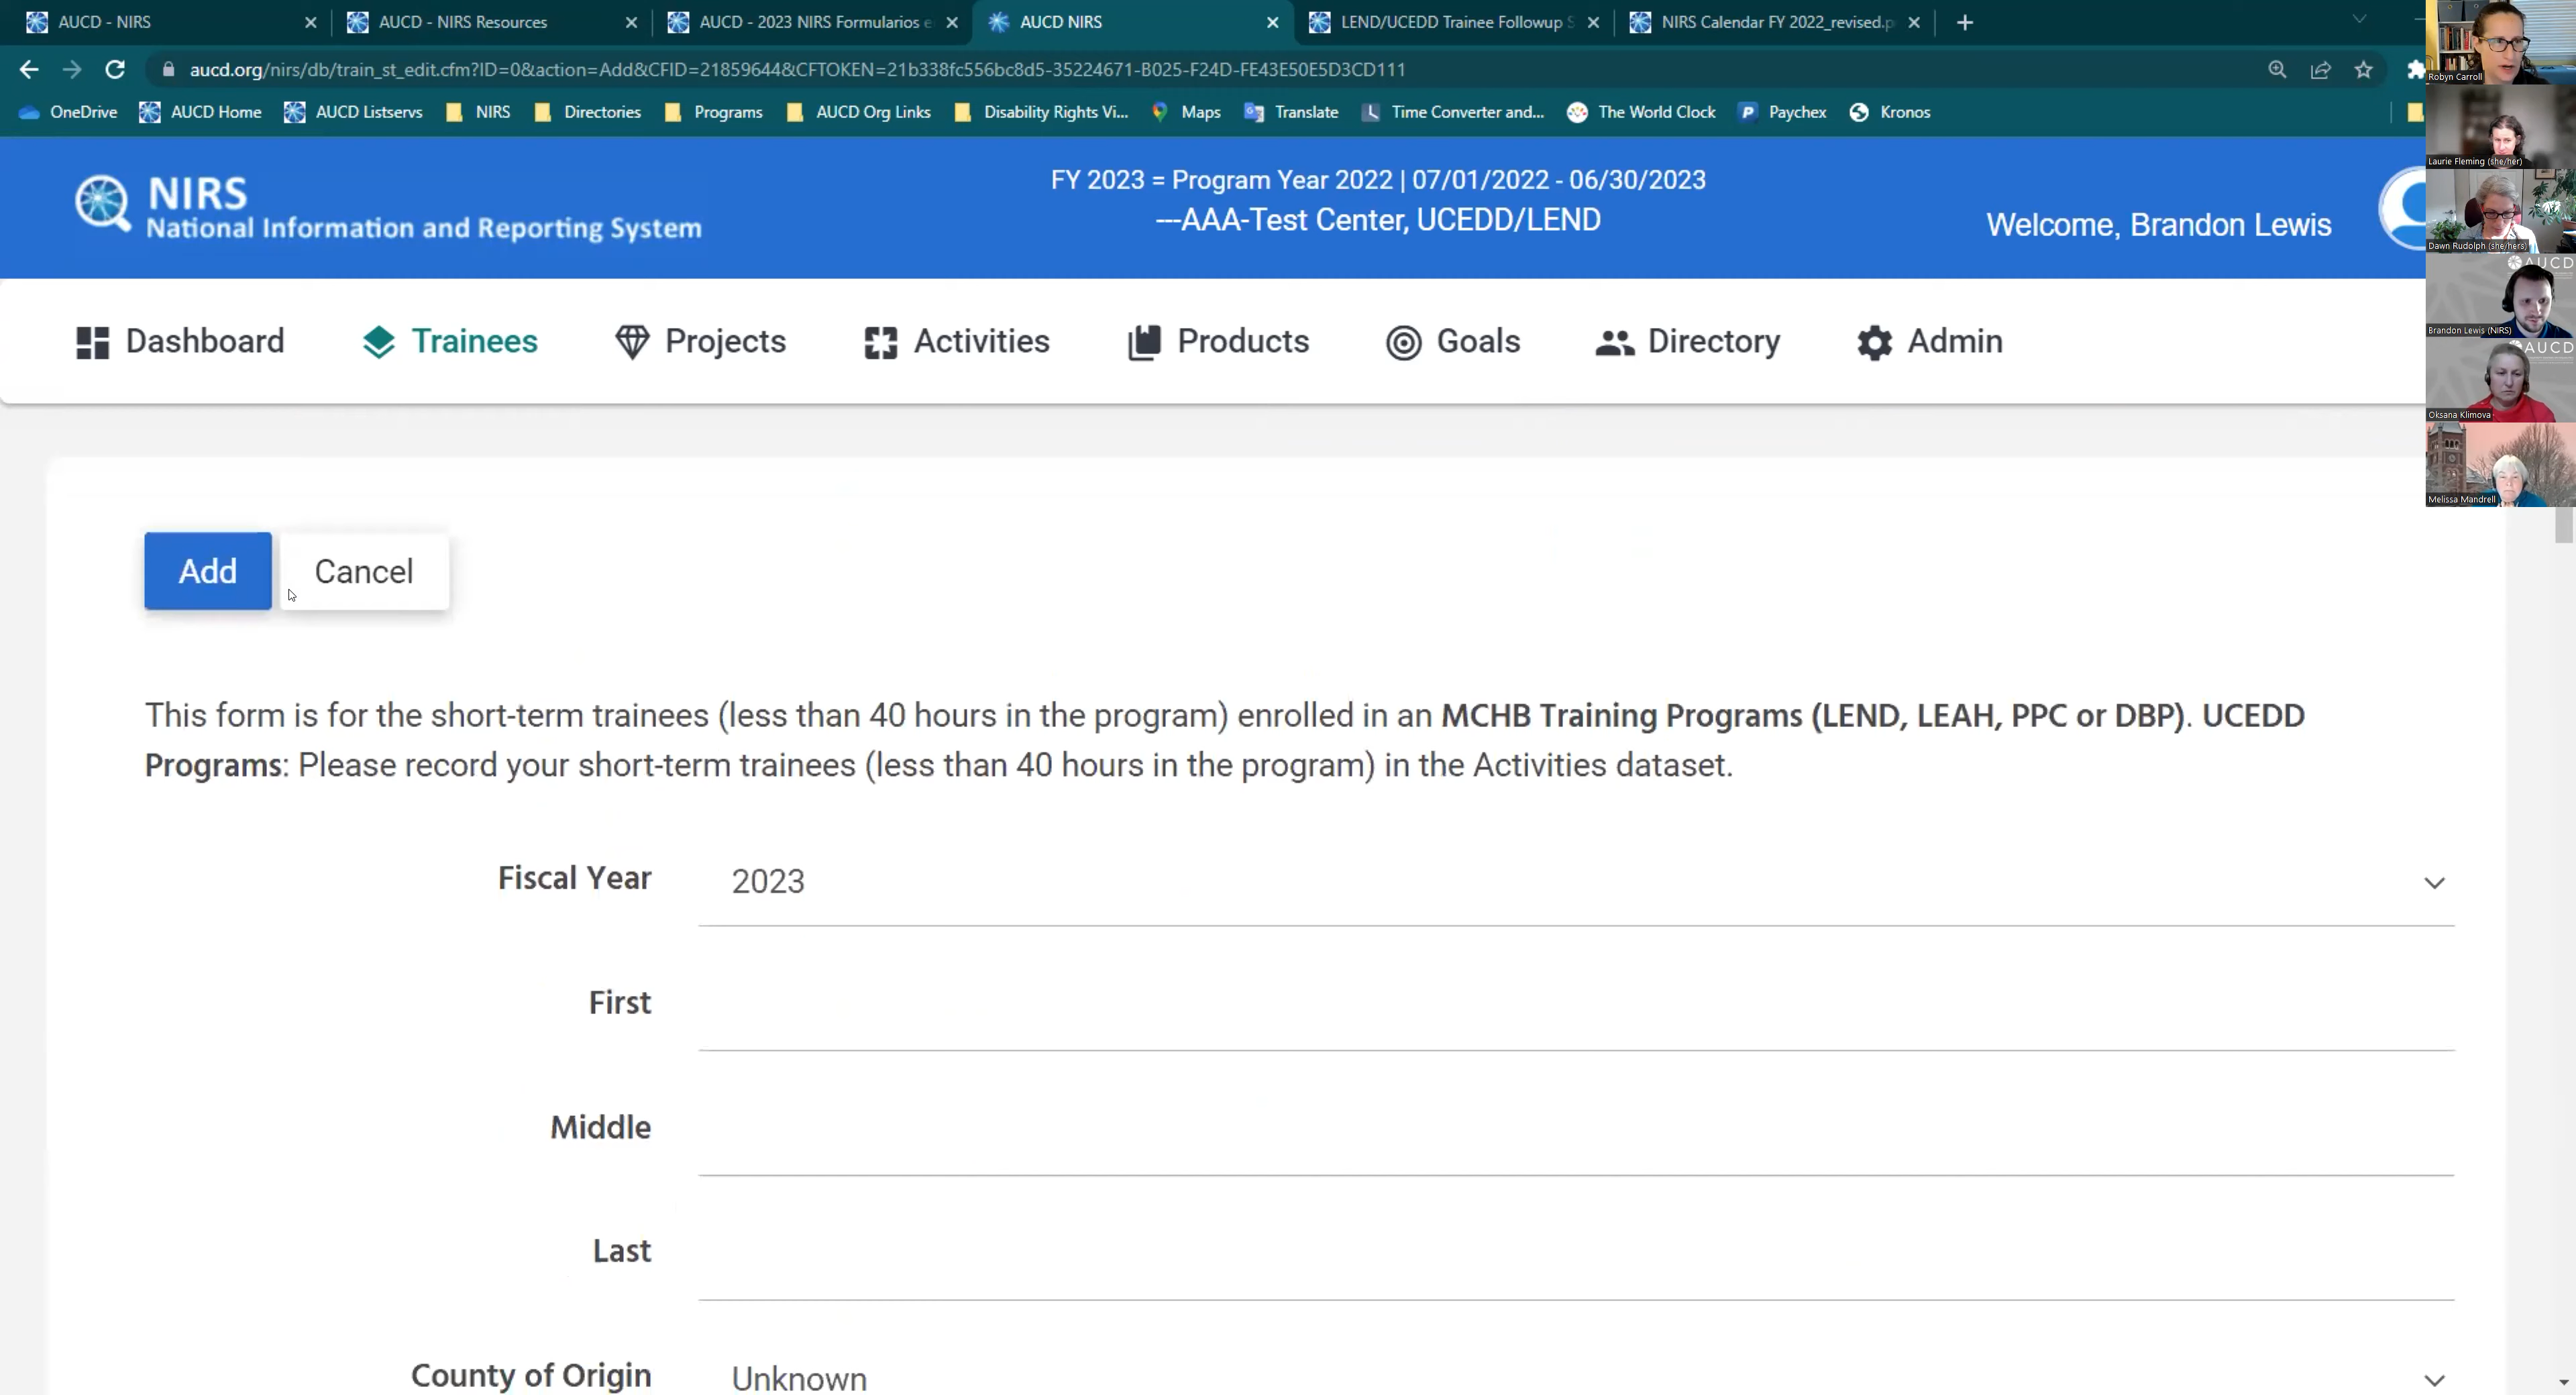 AUCD - NIRS
AUCD - NIRS Resources
AUCD - 2023 NIRS Formularios e
AUCD NIRS
LEND/UCEDD Trainee Followup S
NIRS Calendar FY 2022_revised.p
aucd.org/nirs/db/train_st_edit.cfm?ID=0&action=Add&CFID=21859644&CFTOKEN=21b338fc556bc8d5-35224671-B025-F24D-FE43E50E5D3CD111
OneDrive AUCD Home AUCD Listservs NIRS Directories Programs AUCD Org Links Disability Rights Vi... Maps Translate Time Converter and... The World Clock Paychex Kronos
NIRS
National Information and Reporting System
FY 2023 = Program Year 2022 | 07/01/2022 - 06/30/2023
---AAA-Test Center, UCEDD/LEND
Welcome, Brandon Lewis
Robyn Carroll
Laurie Fleming (she/her)
Dawn Rudolph (she/hers)
AUCD
Brandon Lewis (NIRS)
AUCD
Oksana Klimova
Melissa Mandrell
Dashboard Trainees Projects Activities Products Goals Directory Admin
Add Cancel
This form is for the short-term trainees (less than 40 hours in the program) enrolled in an MCHB Training Programs (LEND, LEAH, PPC or DBP). UCEDD
Programs: Please record your short-term trainees (less than 40 hours in the program) in the Activities dataset.
Fiscal Year 2023
First
Middle
Last
County of Origin Unknown